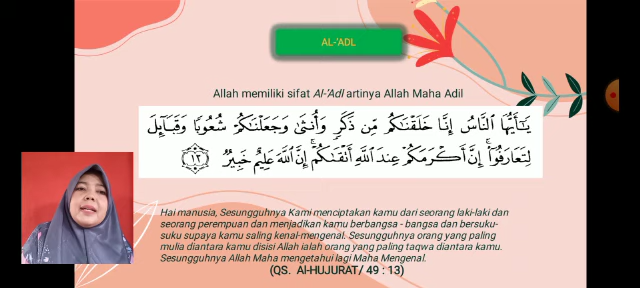 AL-'ADL
Allah memiliki sifat Al-'Adl artinya Allah Maha Adil
يَٰٓأَيُّهَا ٱلنَّاسُ إِنَّا خَلَقْنَٰكُم مِّن ذَكَرٍ وَأُنثَىٰ وَجَعَلْنَٰكُمْ شُعُوبًا وَقَبَآئِلَ
لِتَعَارَفُوٓا۟ ۚ إِنَّ أَكْرَمَكُمْ عِندَ ٱللَّهِ أَتْقَىٰكُمْ ۚ إِنَّ ٱللَّهَ عَلِيمٌ خَبِيرٌ ١٣
Hai manusia, Sesungguhnya Kami menciptakan kamu dari seorang laki-laki dan
seorang perempuan dan menjadikan kamu berbangsa - bangsa dan bersuku-
suku supaya kamu saling kenal-mengenal. Sesungguhnya orang yang paling
mulia diantara kamu disisi Allah ialah orang yang paling taqwa diantara kamu.
Sesungguhnya Allah Maha mengetahui lagi Maha Mengenal.
(QS. Al-HUJURAT/ 49 : 13)